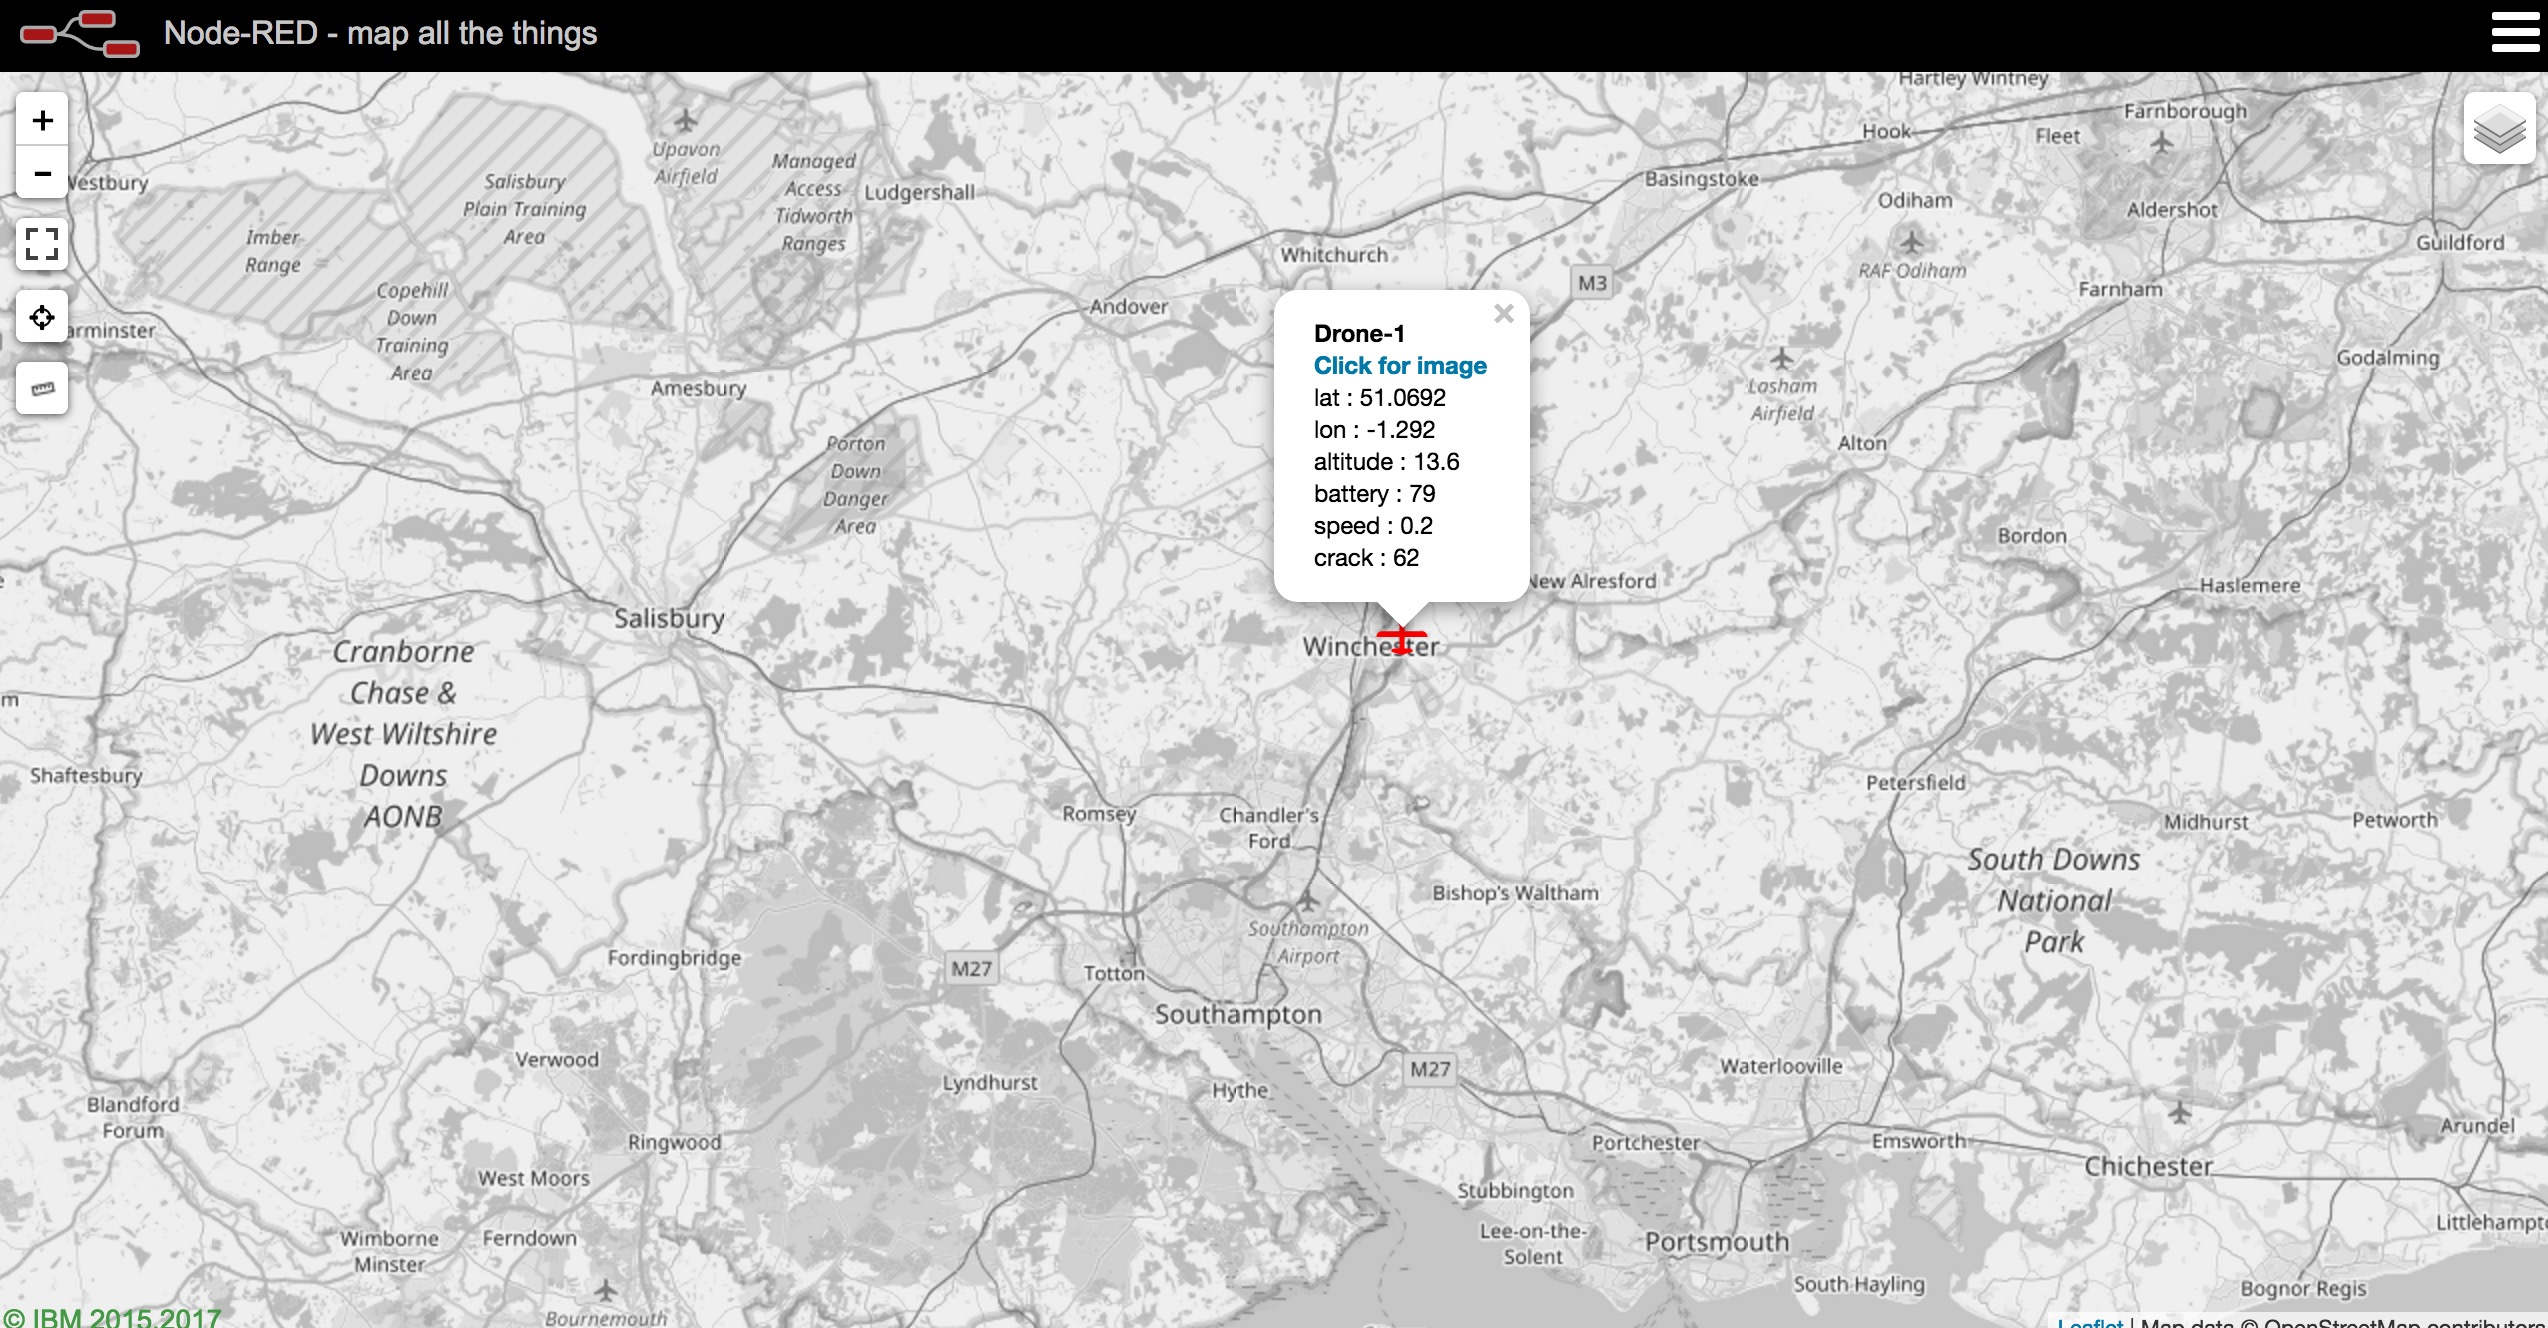 Node-RED - map all the things
+
−
Hartley Wintney
Farnborough
Hook
Fleet
Upavon
Airfield
Managed
Access
Tidworth
Ranges
Ludgershall
Westbury
Salisbury
Plain Training
Area
Basingstoke
Odiham
Aldershot
Imber
Range
Whitchurch
Guildford
RAF Odiham
M3
Farnham
Copehill
Down
Training
Area
Andover
arminster
Drone-1
Click for image
lat : 51.0692
lon : -1.292
altitude : 13.6
battery : 79
speed : 0.2
crack : 62
Godalming
Amesbury
Lasham
Airfield
Porton
Down
Danger
Area
Alton
Bordon
New Alresford
Haslemere
Salisbury
Winchester
Cranborne
Chase &
West Wiltshire
Downs
AONB
m
Shaftesbury
Petersfield
Romsey
Chandler's
Ford
Midhurst
Petworth
South Downs
National
Park
Bishop's Waltham
Southampton
Airport
Fordingbridge
M27
Totton
Southampton
Verwood
Lyndhurst
Hythe
M27
Waterlooville
Blandford
Forum
Ringwood
Portchester
Emsworth
Arundel
Chichester
West Moors
Stubbington
Lee-on-the-
Solent
Portsmouth
Littlehampt
Wimborne
Minster
Ferndown
South Hayling
Bognor Regis
Bournemouth
© IBM 2015,2017
Leaflet | Map data © OpenStreetMap contributors